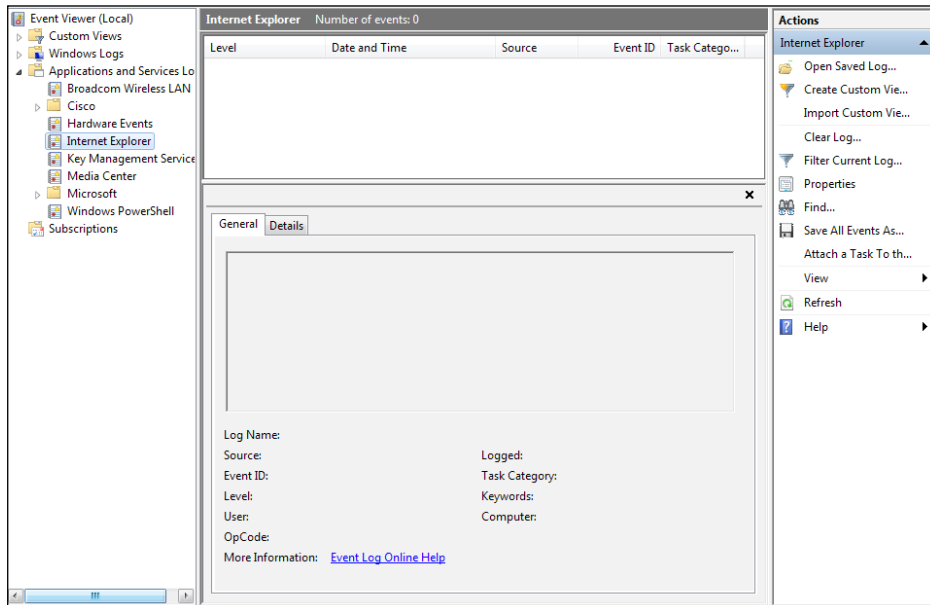 Event Viewer (Local)
Custom Views
Windows Logs
Applications and Services Lo
Broadcom Wireless LAN
Cisco
Hardware Events
Internet Explorer
Key Management Service
Media Center
Microsoft
Windows PowerShell
Subscriptions
Internet Explorer Number of events: 0
Level Date and Time Source Event ID Task Catego...
General Details
Log Name:
Source: Logged:
Event ID: Task Category:
Level: Keywords:
User: Computer:
OpCode:
More Information: Event Log Online Help
Actions
Internet Explorer
Open Saved Log...
Create Custom Vie...
Import Custom Vie...
Clear Log...
Filter Current Log...
Properties
Find...
Save All Events As...
Attach a Task To th...
View
Refresh
Help